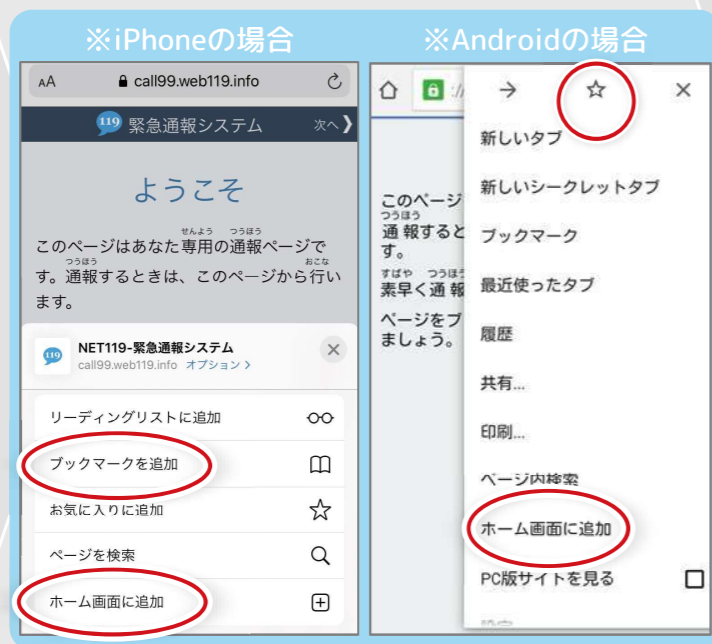 ※iPhoneの場合
AA call99.web119.info
119 緊急通報システム 次へ
ようこそ
せんよう つうほう
このページはあなた専用の通報ページで
つうほう おこな
す。通報するときは、このページから行い
ます。
119 NET119-緊急通報システム
call99.web119.info オプション >
リーディングリストに追加
ブックマークを追加
お気に入りに追加
ページを検索
ホーム画面に追加
※Androidの場合
このページ
つうほう
通報すると
す。
すばや つうほ
素早く通報
ページをブ
ましょう。
新しいタブ
新しいシークレットタブ
ブックマーク
最近使ったタブ
履歴
共有...
印刷...
ページ内検索
ホーム画面に追加
PC版サイトを見る